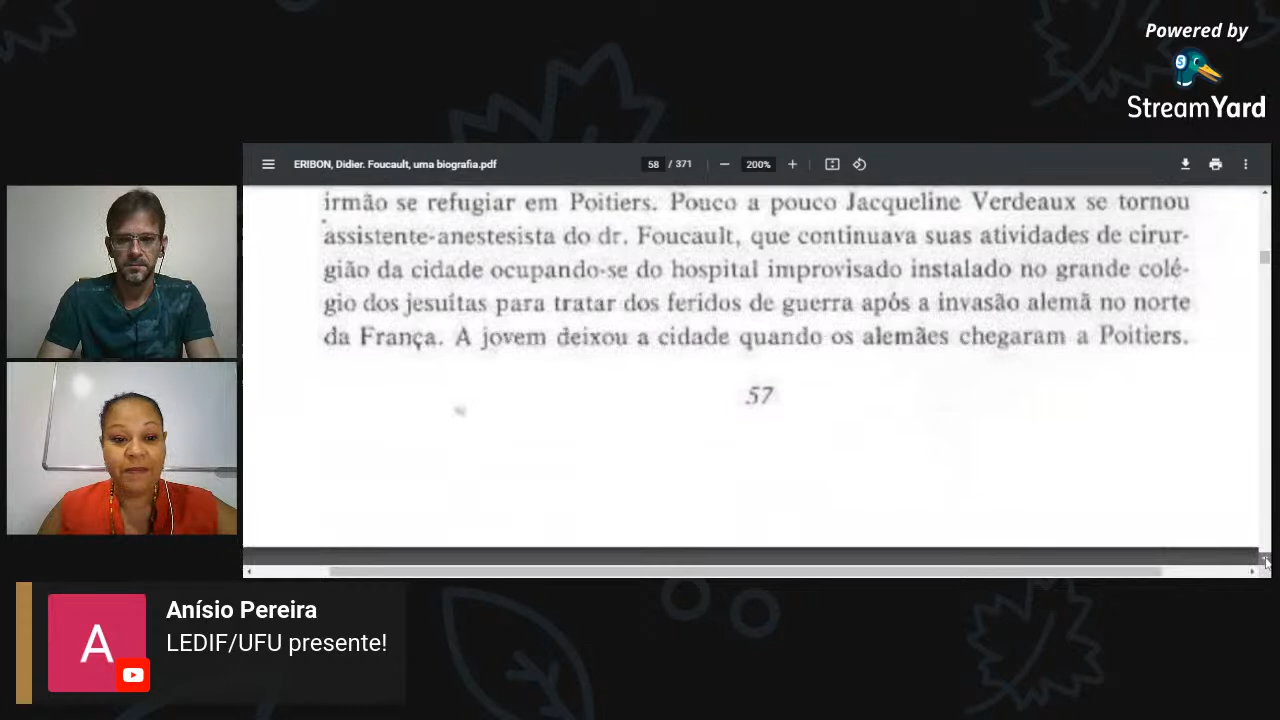 Powered by
StreamYard
ERIBON, Didier. Foucault, uma biografia.pdf
58 / 371
200%
irmão se refugiar em Poitiers. Pouco a pouco Jacqueline Verdeaux se tornou
assistente-anestesista do dr. Foucault, que continuava suas atividades de cirur-
gião da cidade ocupando-se do hospital improvisado instalado no grande colé-
gio dos jesuítas para tratar dos feridos de guerra após a invasão alemã no norte
da França. A jovem deixou a cidade quando os alemães chegaram a Poitiers.
57
A
Anísio Pereira
LEDIF/UFU presente!